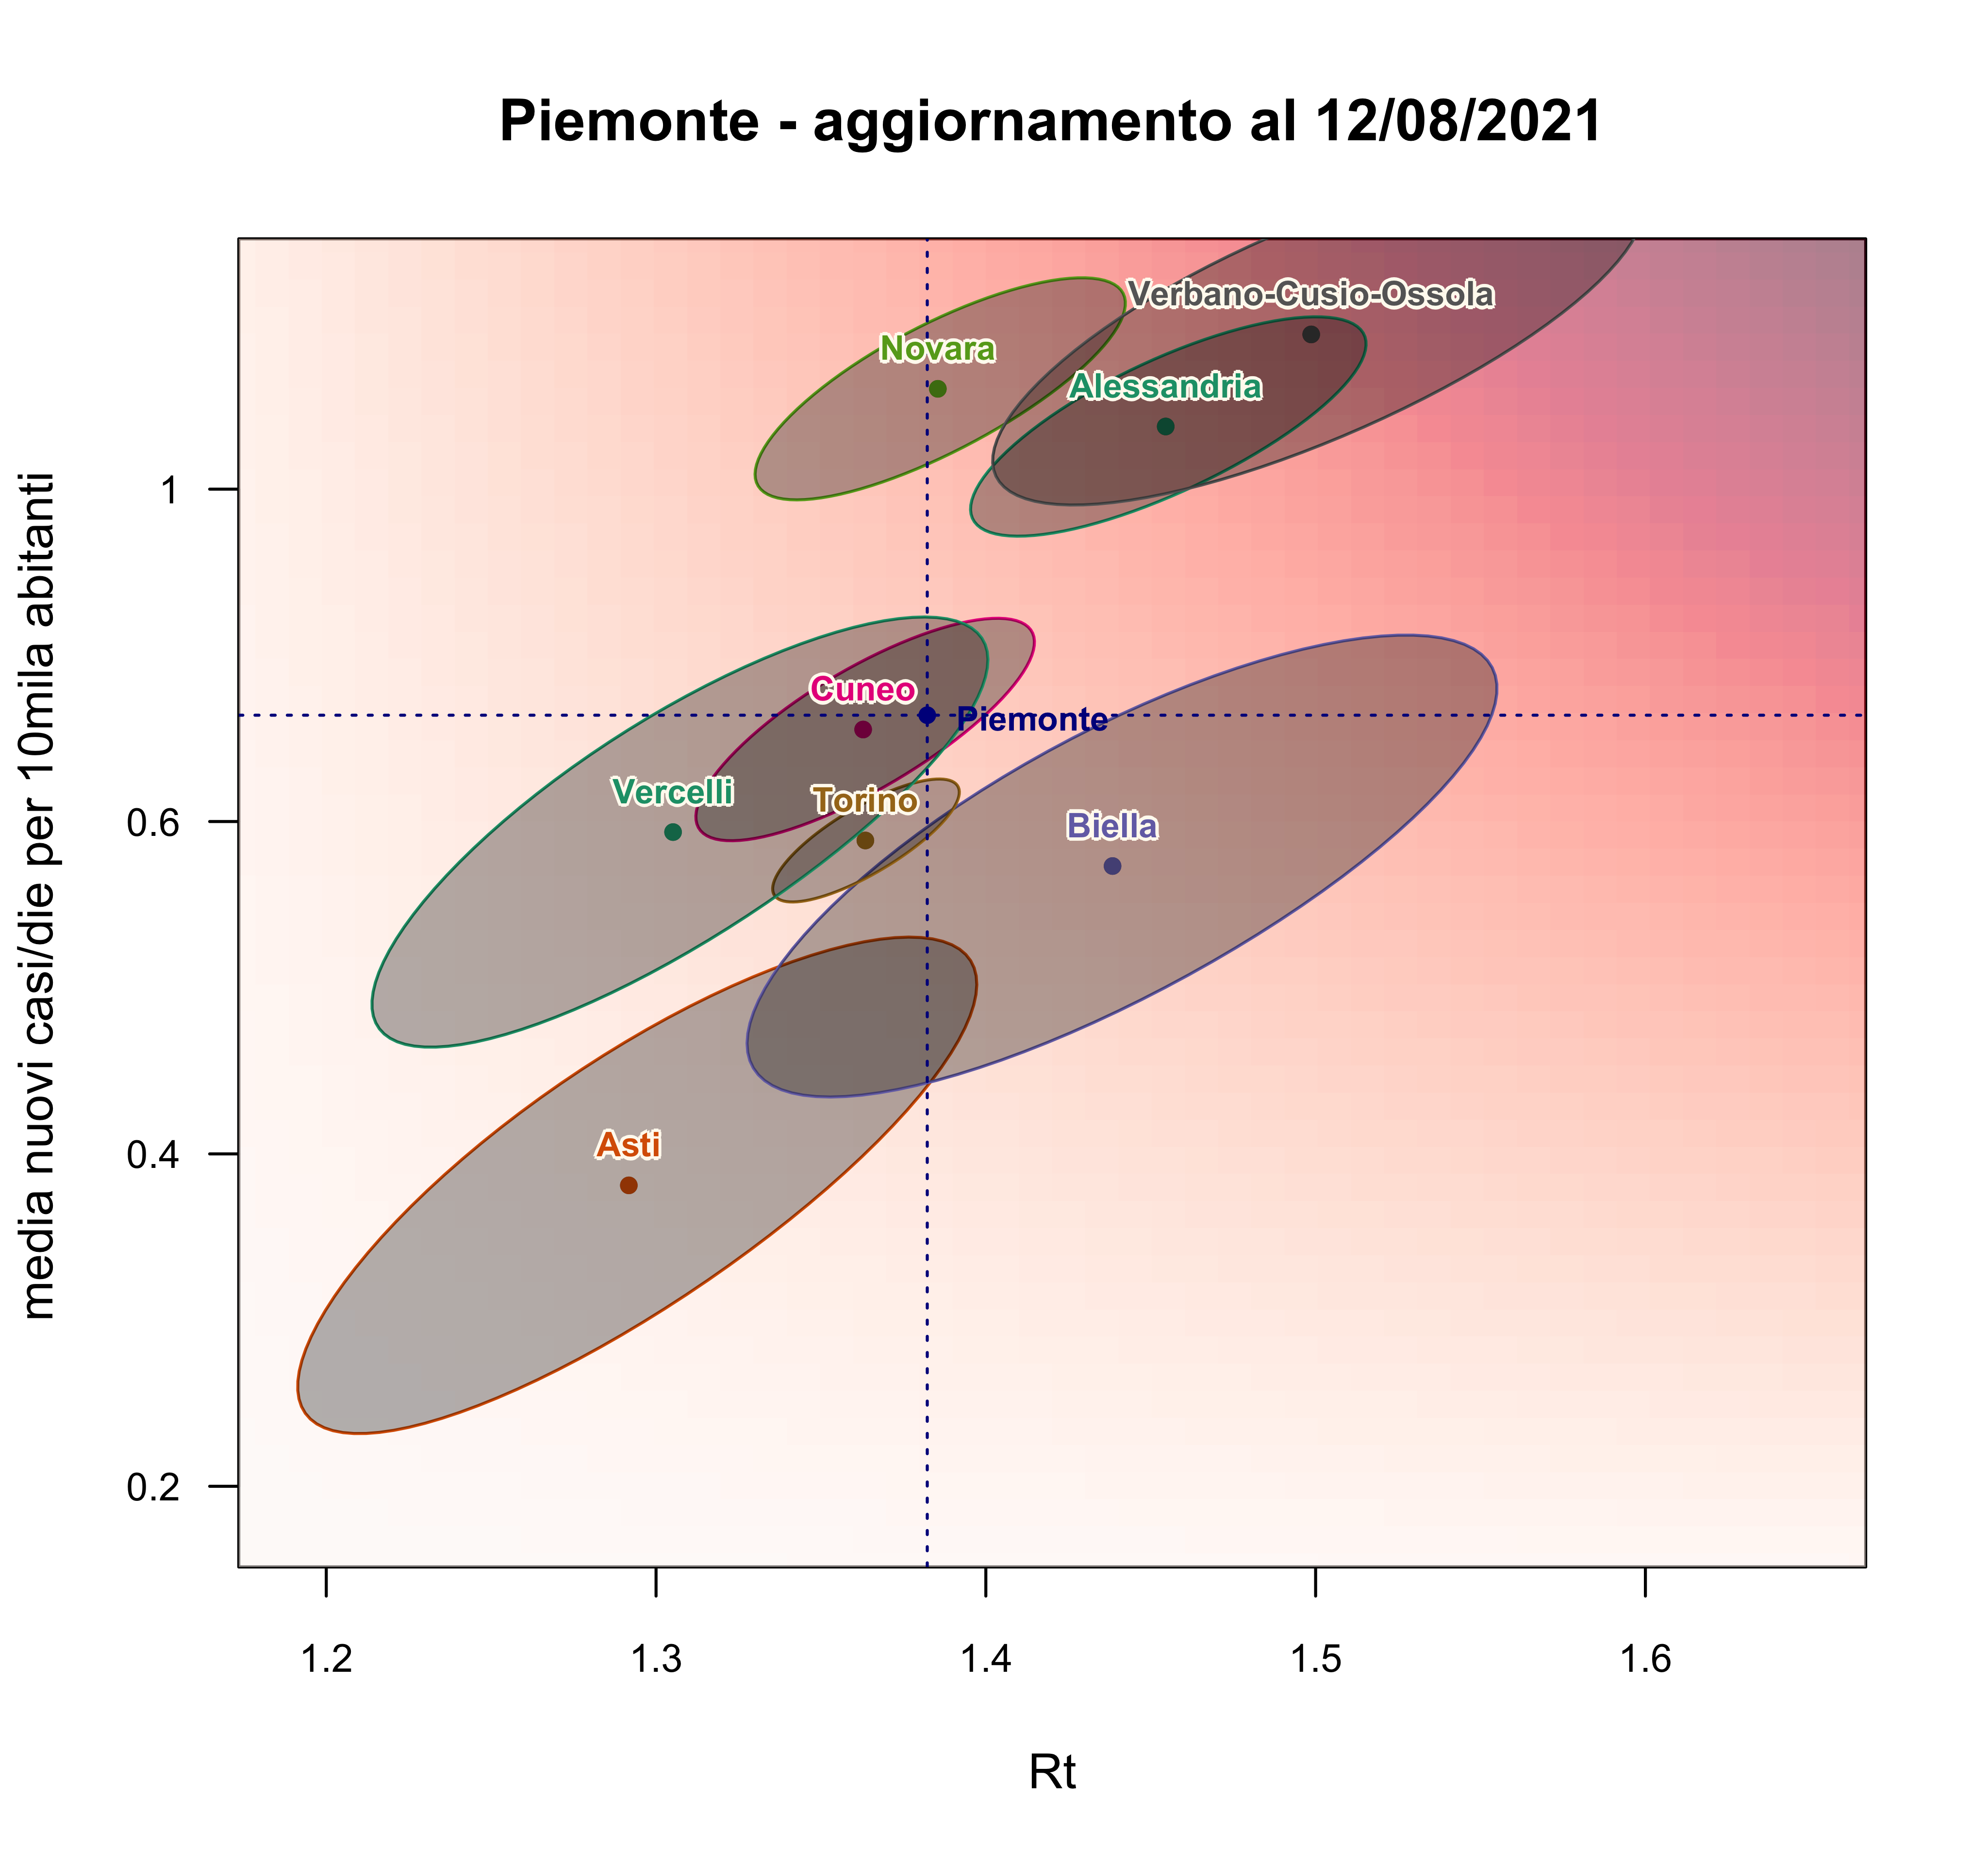 Piemonte - aggiornamento al 12/08/2021
media nuovi casi/die per 10mila abitanti
1
0.6
0.4
0.2
Verbano-Cusio-Ossola
Novara
Alessandria
Cuneo
Piemonte
Vercelli
Torino
Biella
Asti
1.2 1.3 1.4 1.5 1.6
Rt